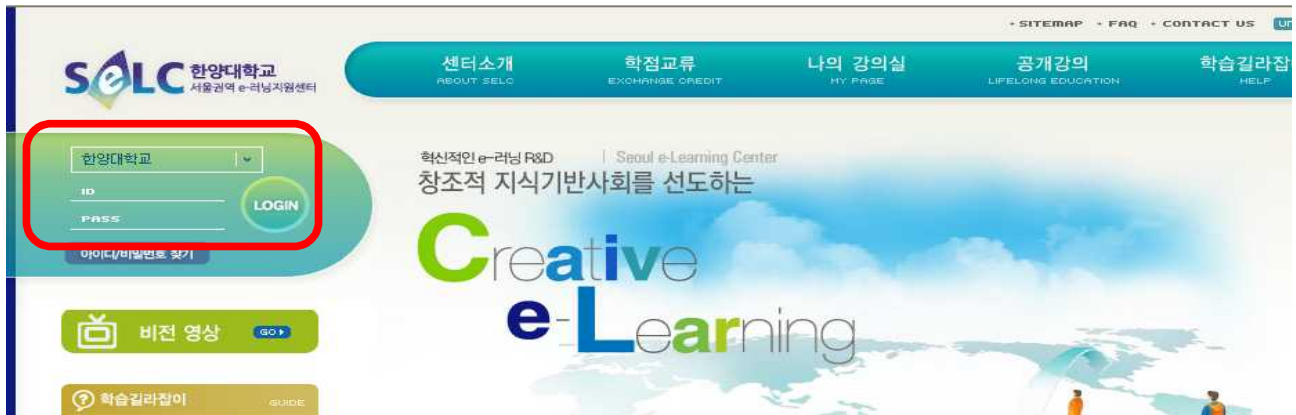 SITEMAP · FAQ · CONTACT US
SELC 한양대학교
서울권역 e-러닝지원센터
센터소개 학점교류 나의 강의실 공개강의 학습길라잡이
ABOUT SELC EXCHANGE CREDIT MY PAGE LIFELONG EDUCATION HELP
한양대학교
ID
PASS
LOGIN
아이디/비밀번호 찾기
혁신적인 e-러닝 R&D | Seoul e-Learning Center
창조적 지식기반사회를 선도하는
Creative
e-Learning
비전 영상 GO
학습길라잡이 GUIDE